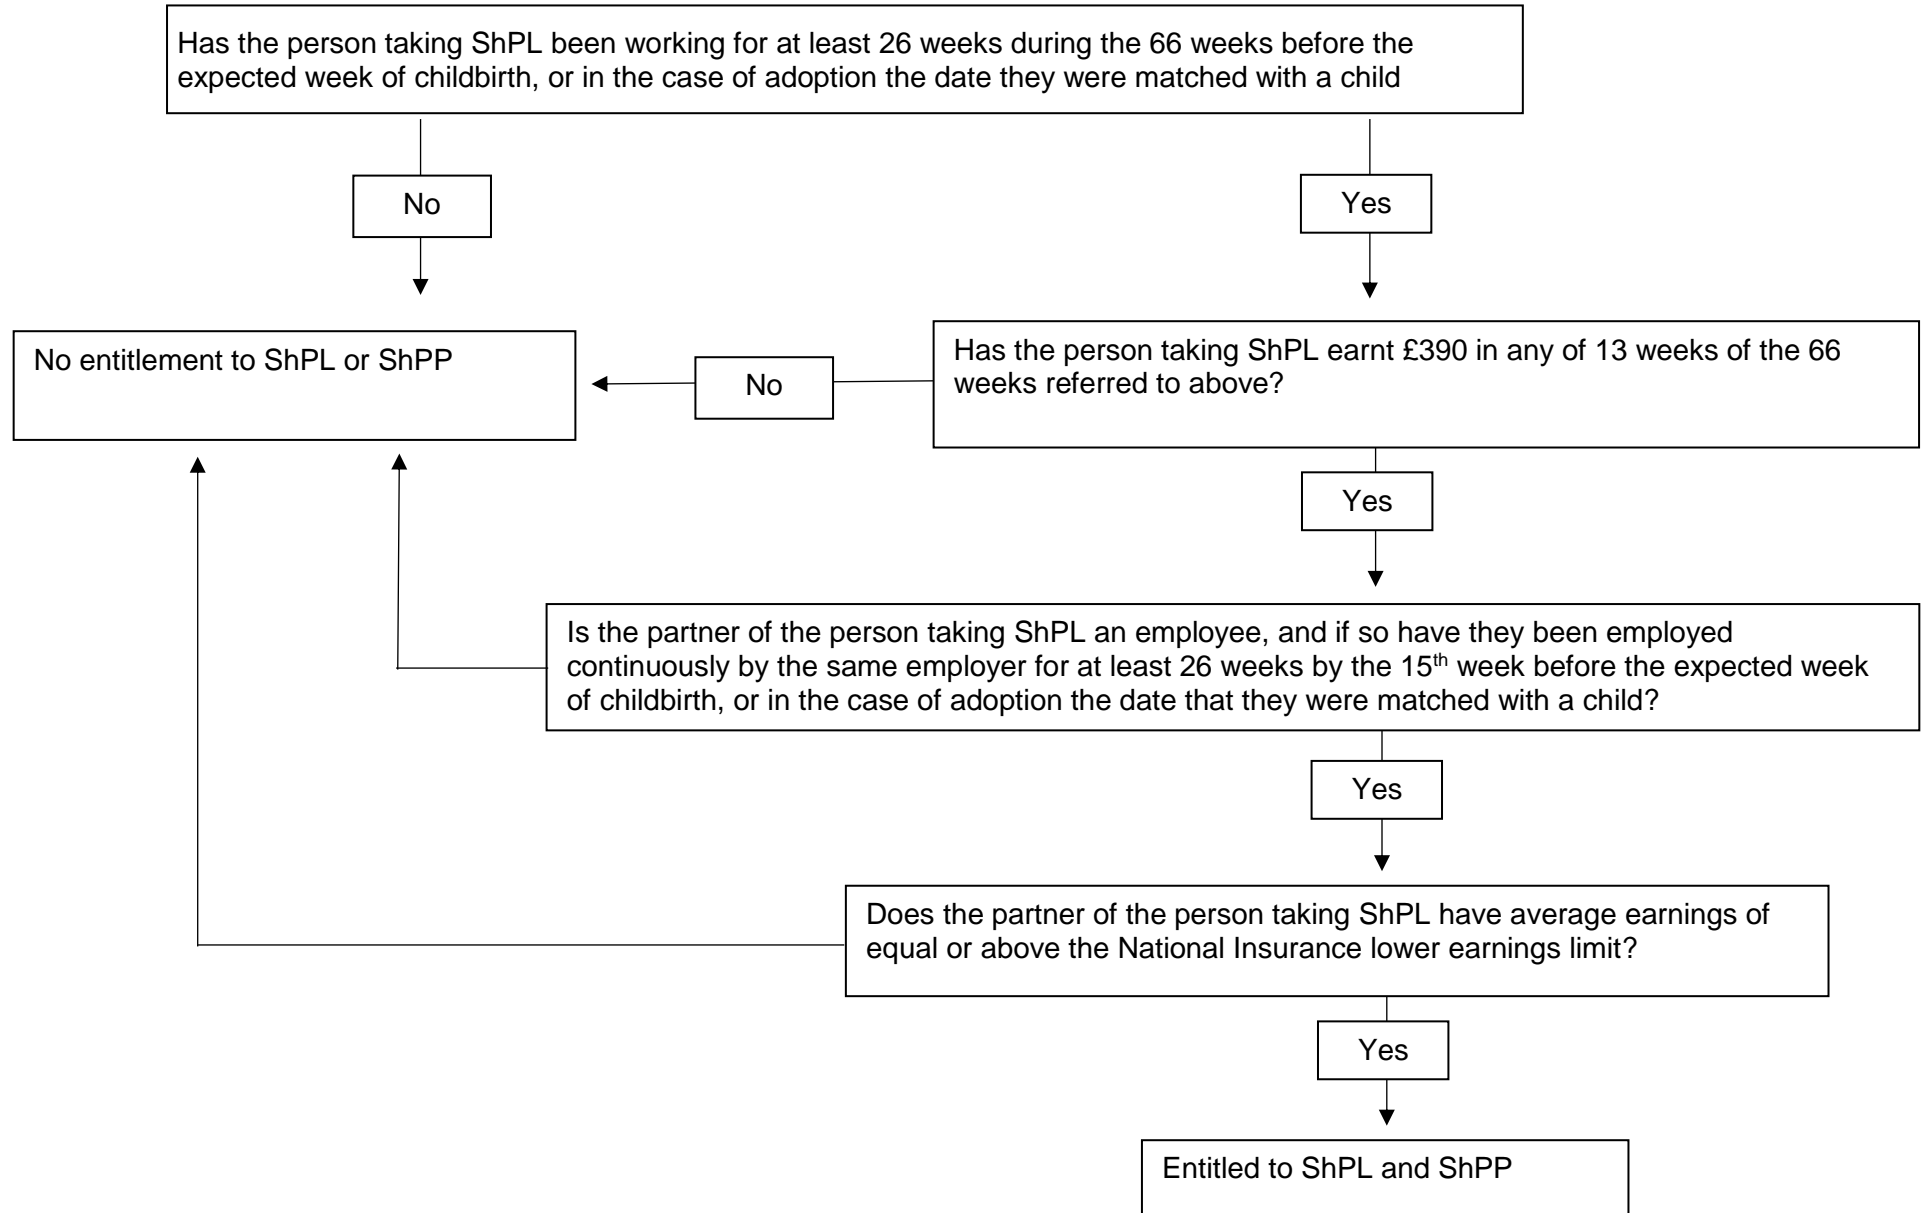 Has the person taking ShPL been working for at least 26 weeks during the 66 weeks before the
expected week of childbirth, or in the case of adoption the date they were matched with a child
No
Yes
No entitlement to ShPL or ShPP
No
Has the person taking ShPL earnt £390 in any of 13 weeks of the 66
weeks referred to above?
Yes
Is the partner of the person taking ShPL an employee, and if so have they been employed
continuously by the same employer for at least 26 weeks by the 15th week before the expected week
of childbirth, or in the case of adoption the date that they were matched with a child?
Yes
Does the partner of the person taking ShPL have average earnings of
equal or above the National Insurance lower earnings limit?
Yes
Entitled to ShPL and ShPP